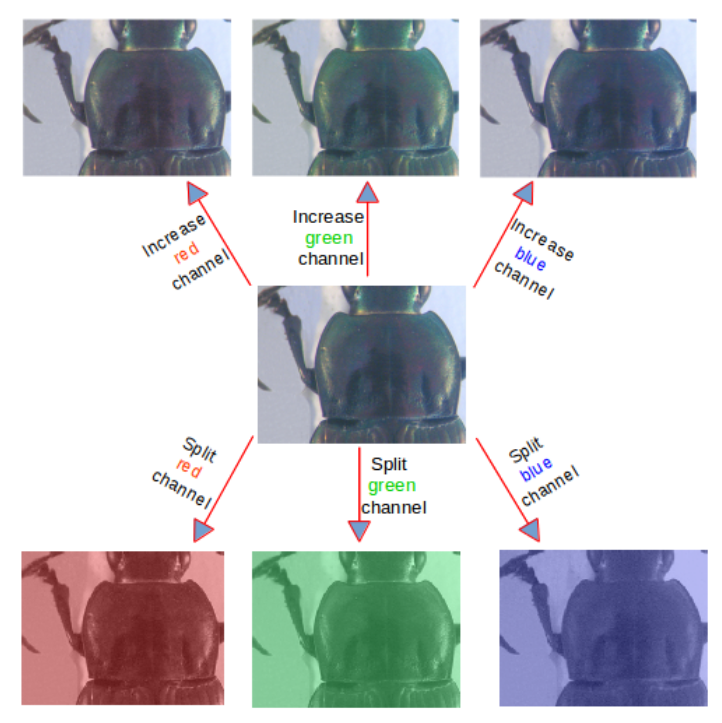 Increase
red
channel
Increase
green
channel
Increase
blue
channel
Split
red
channel
Split
green
channel
Split
blue
channel